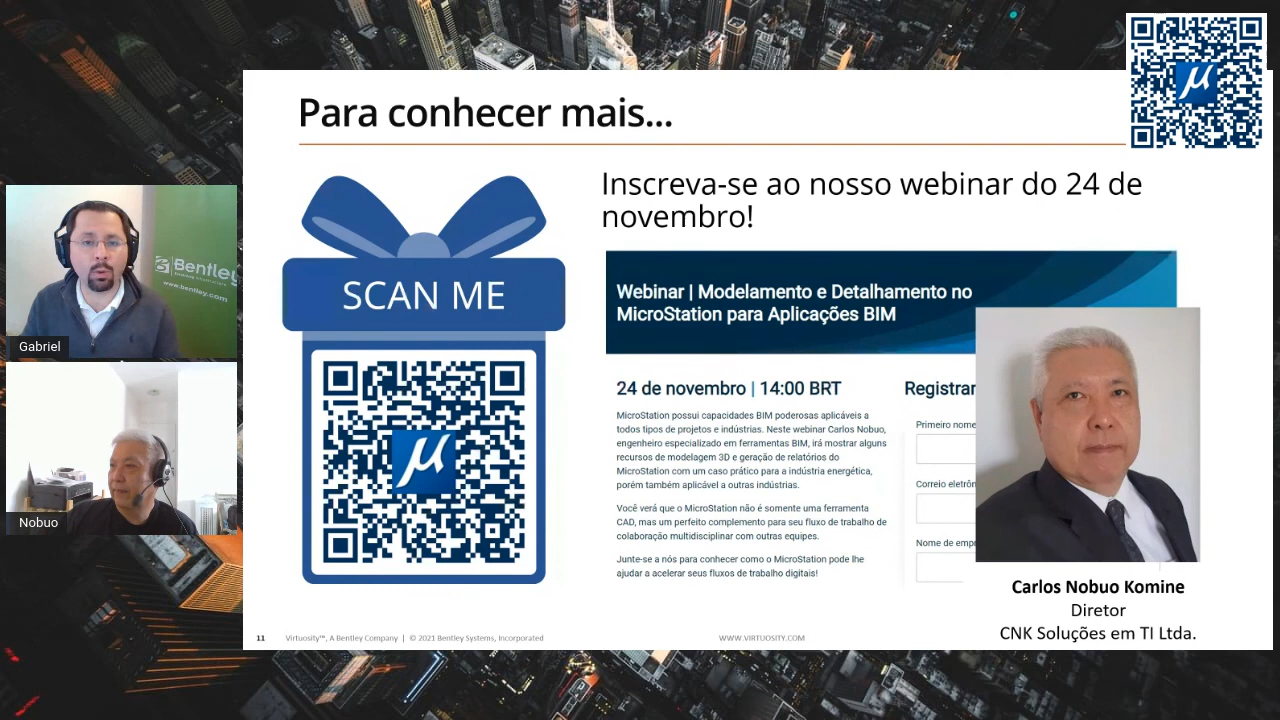 Para conhecer mais...
Inscreva-se ao nosso webinar do 24 de
novembro!
SCAN ME
Webinar | Modelamento e Detalhamento no
MicroStation para Aplicações BIM
24 de novembro | 14:00 BRT
MicroStation possui capacidades BIM poderosas aplicáveis a
todos tipos de projetos e indústrias. Neste webinar Carlos Nobuo,
engenheiro especializado em ferramentas BIM, irá mostrar alguns
recursos de modelagem 3D e geração de relatórios do
MicroStation com um caso prático para a indústria energética,
porém também aplicável a outras indústrias.
Você verá que o MicroStation não é somente uma ferramenta
CAD, mas um perfeito complemento para seu fluxo de trabalho de
colaboração multidisciplinar com outras equipes.
Junte-se a nós para conhecer como o MicroStation pode lhe
ajudar a acelerar seus fluxos de trabalho digitais!
Registrar
Primeiro nome
Correio eletrôn
Nome de empr
Carlos Nobuo Komine
Diretor
CNK Soluções em TI Ltda.
11 Virtuosity™, A Bentley Company | © 2021 Bentley Systems, Incorporated
WWW.VIRTUOSITY.COM
Bentley
www.bentley.com
Gabriel
Nobuo
μ
μ